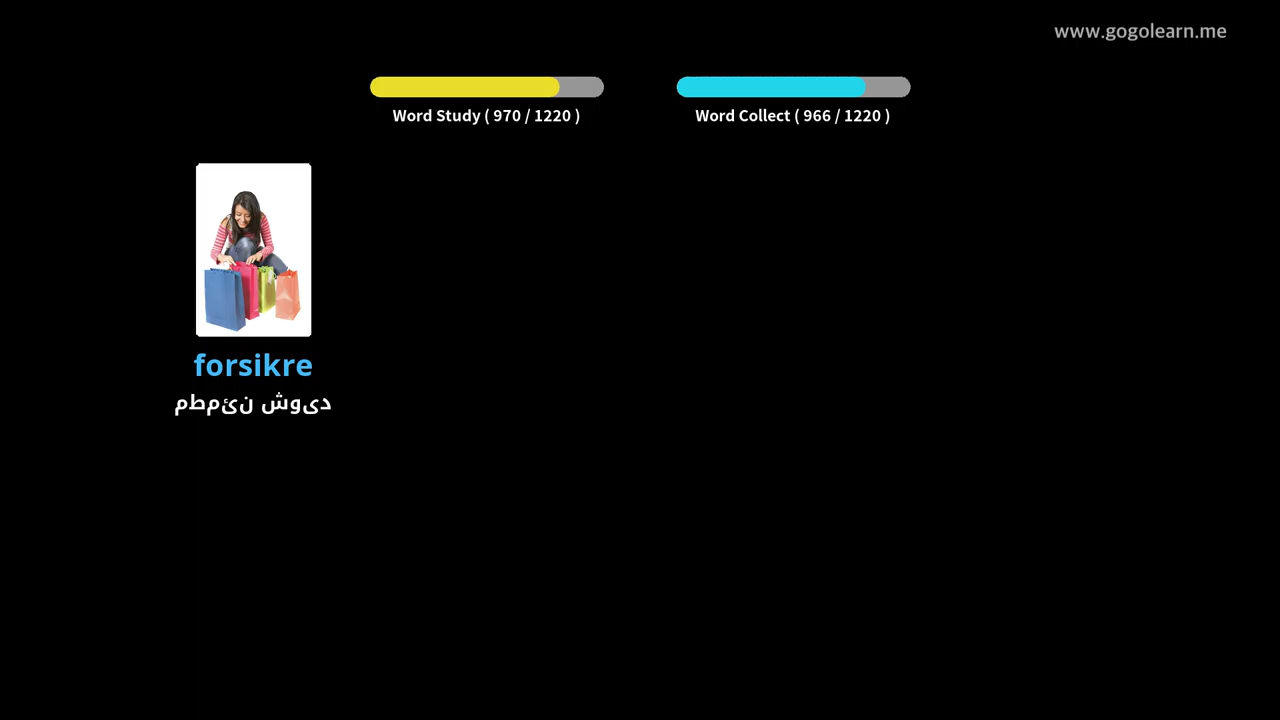 www.gogolearn.me
Word Study ( 970 / 1220 )
Word Collect ( 966 / 1220 )
forsikre
مطمئن شوید